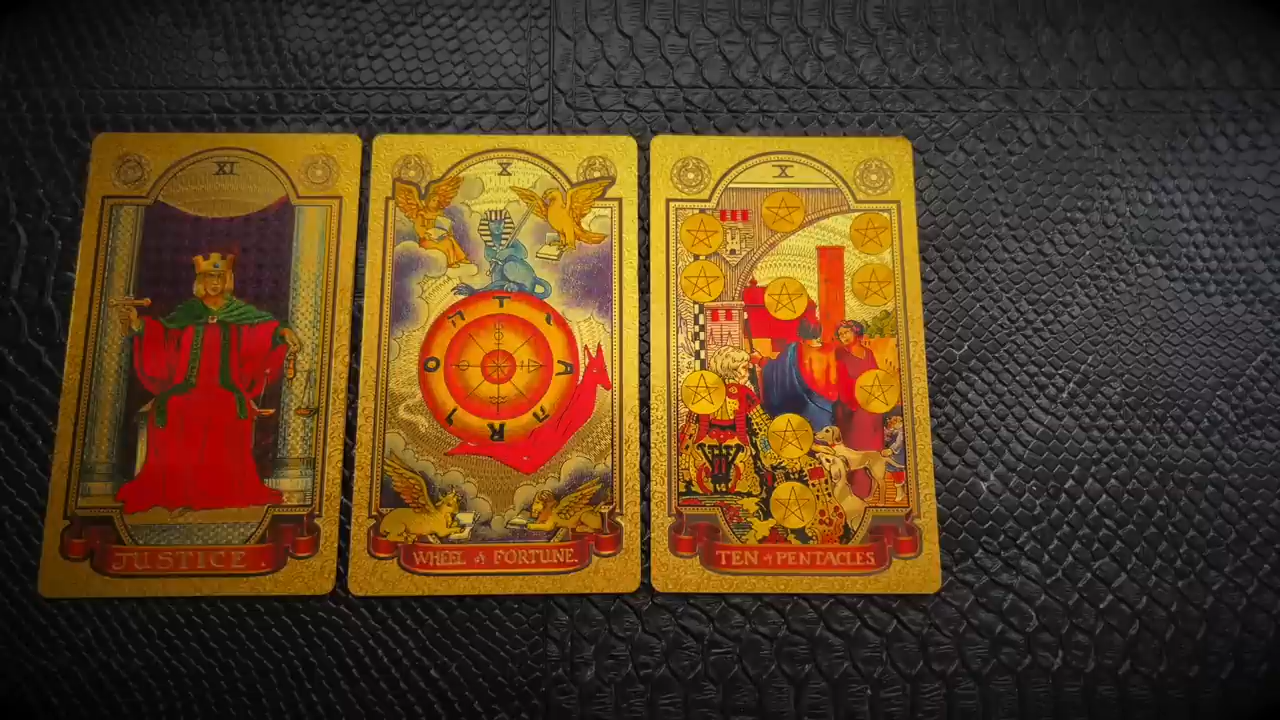 XI
JUSTICE
X
T
A
R
O
י
ה
ו
ה
WHEEL of FORTUNE.
X
TEN of PENTACLES